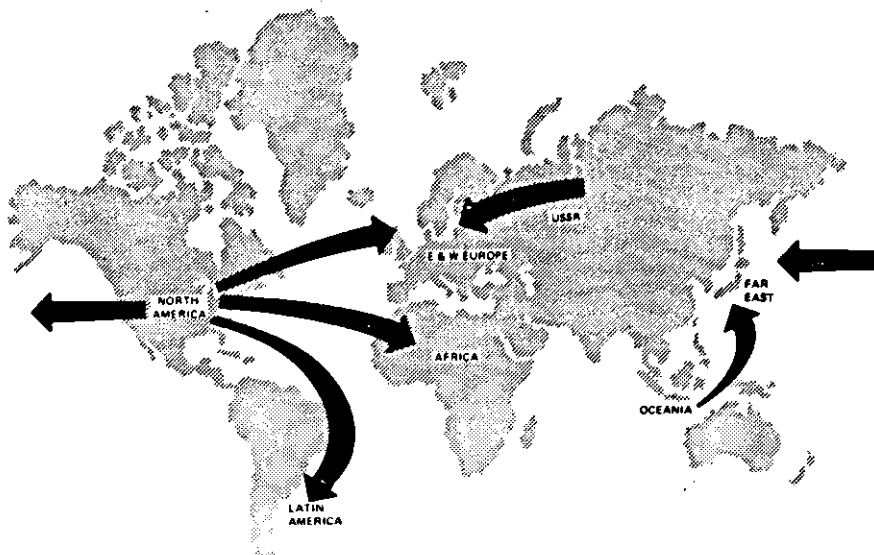 USSR
E & W EUROPE
NORTH
AMERICA
FAR
EAST
AFRICA
OCEANIA
LATIN
AMERICA